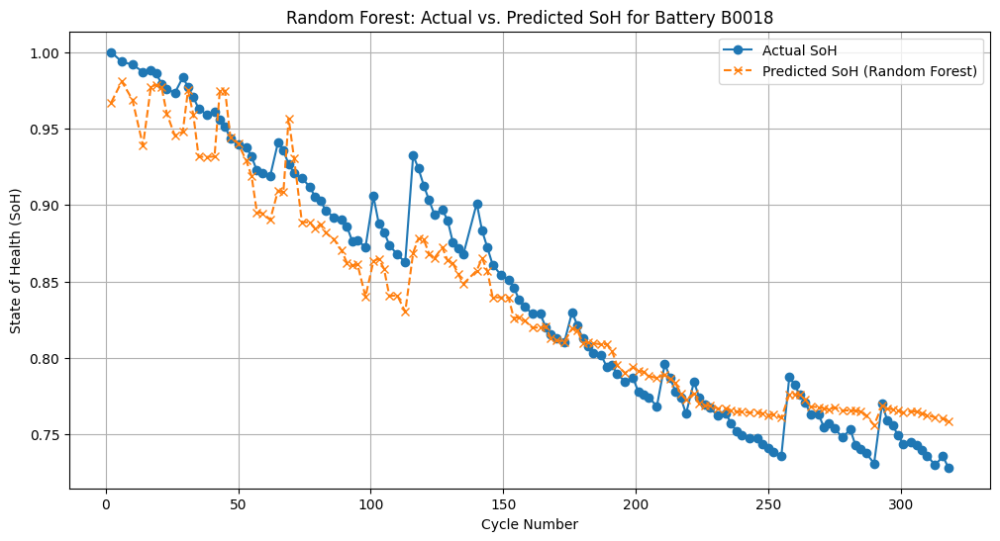 Random Forest: Actual vs. Predicted SoH for Battery B0018
Actual SoH
Predicted SoH (Random Forest)
State of Health (SoH)
1.00
0.95
0.90
0.85
0.80
0.75
0 50 100 150 200 250 300
Cycle Number